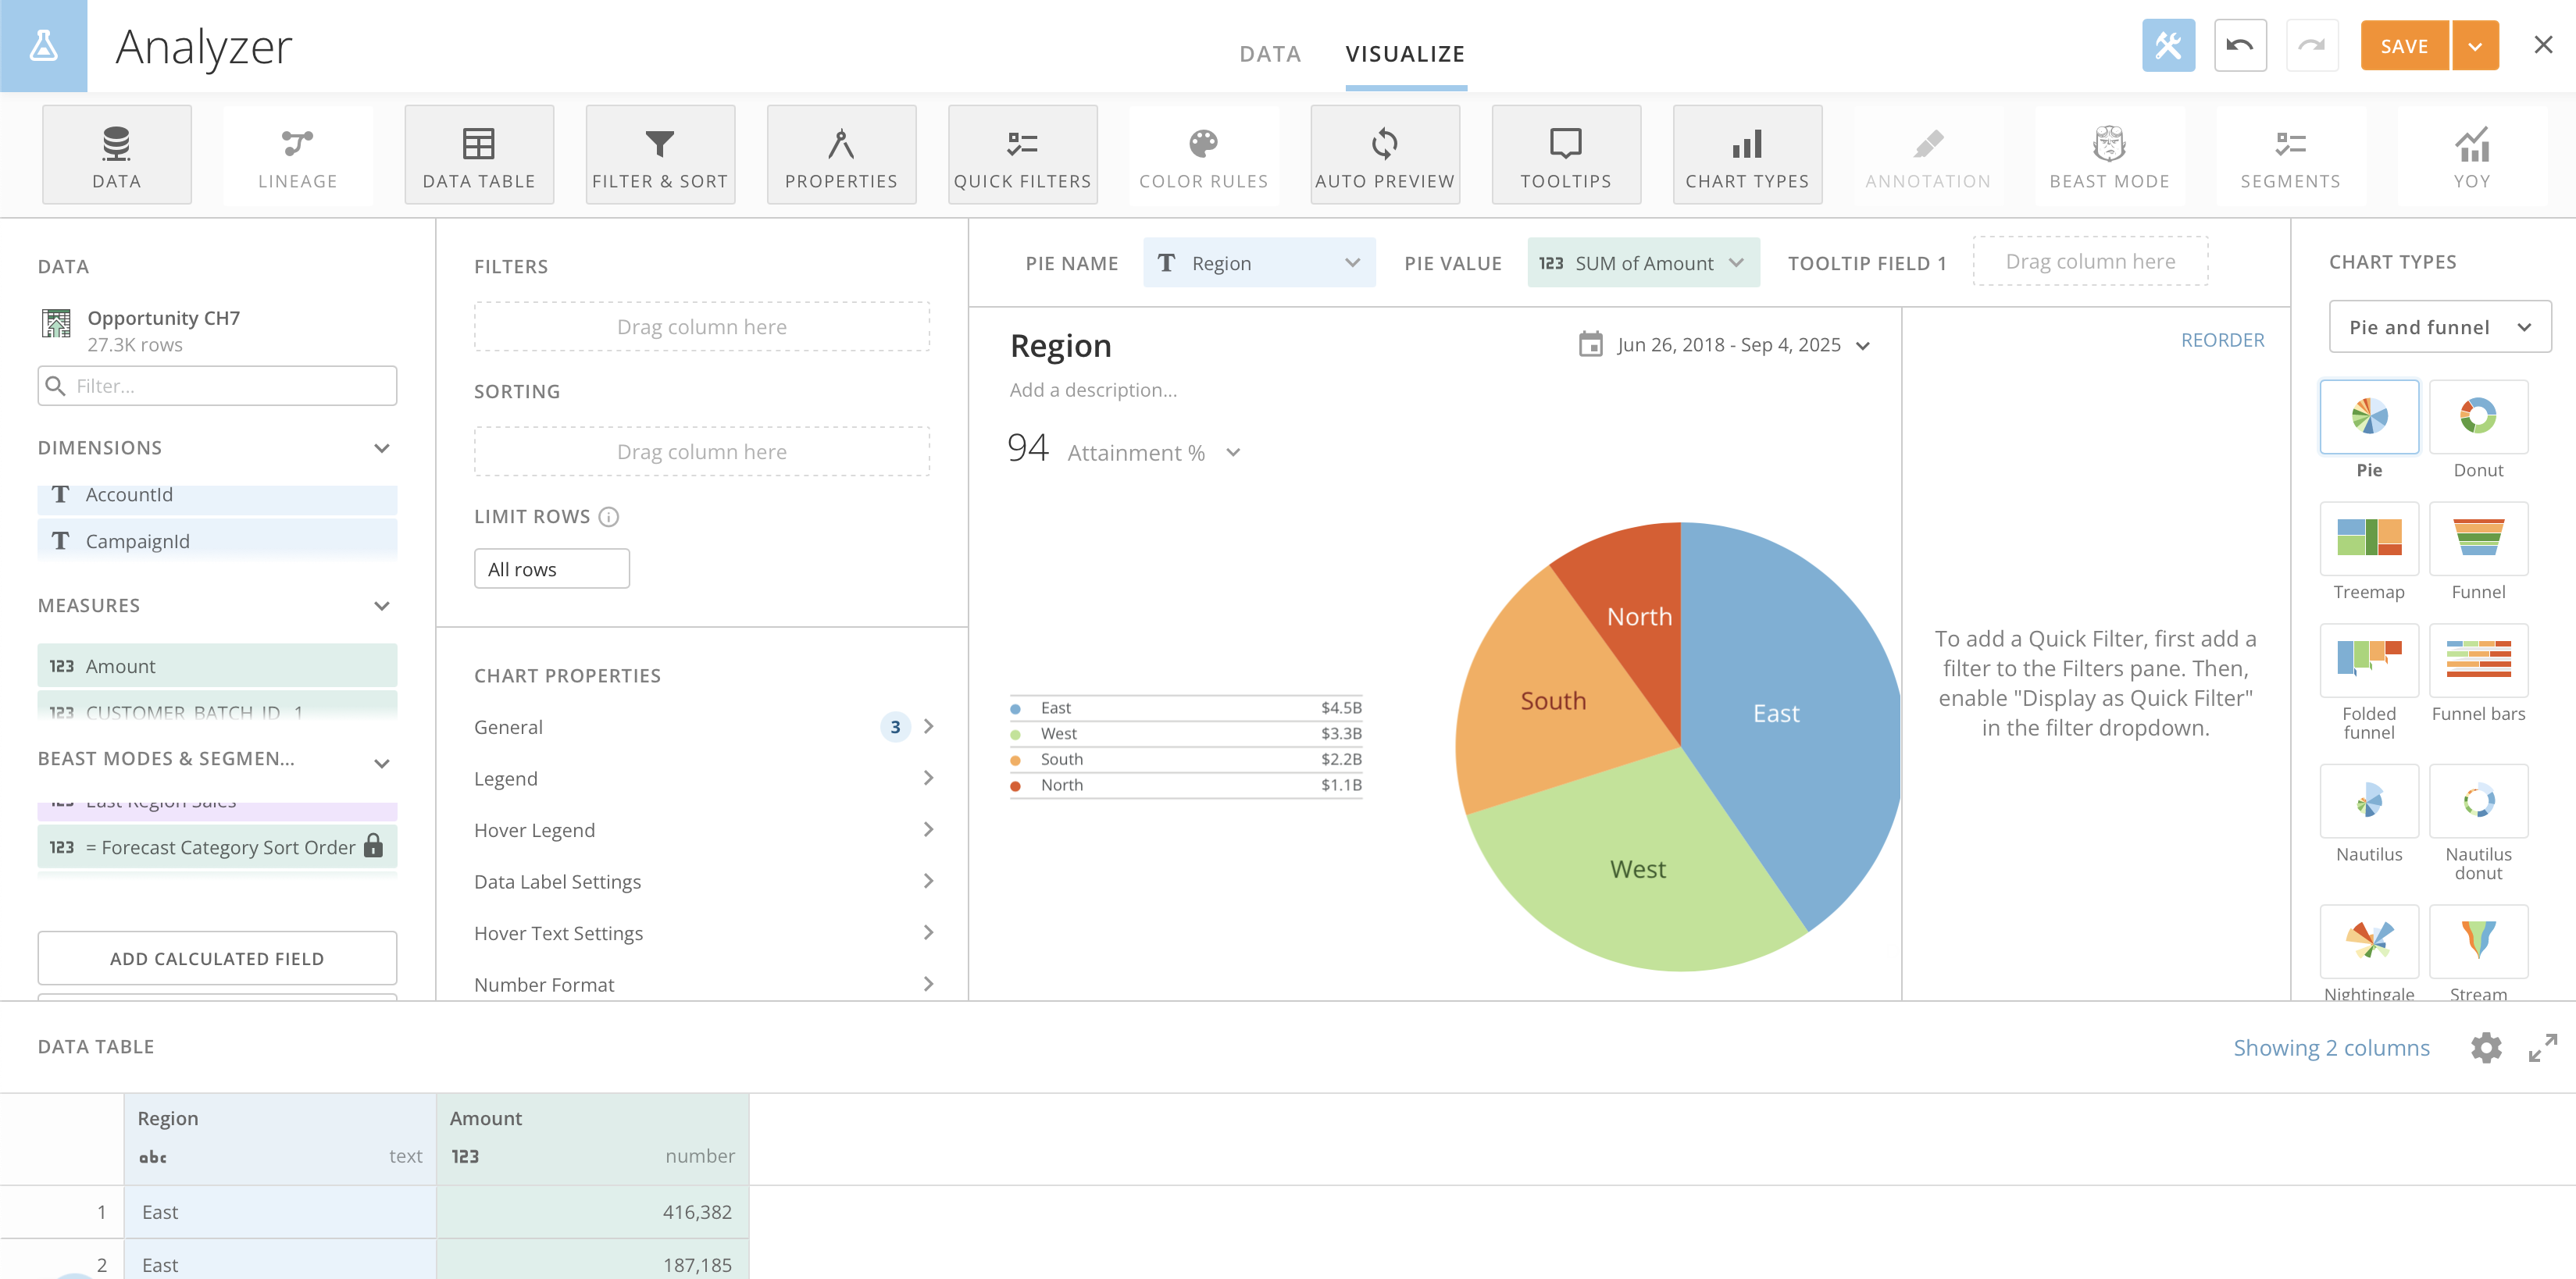 Analyzer
DATA
VISUALIZE
SAVE
DATA
LINEAGE
DATA TABLE
FILTER & SORT
PROPERTIES
QUICK FILTERS
COLOR RULES
AUTO PREVIEW
TOOLTIPS
CHART TYPES
ANNOTATION
BEAST MODE
SEGMENTS
YOY
DATA
Opportunity CH7
27.3K rows
Filter...
DIMENSIONS
T AccountId
T CampaignId
MEASURES
123 Amount
123 CUSTOMER_BATCH_ID_1
BEAST MODES & SEGMEN...
123 East Region Sales
123 = Forecast Category Sort Order
ADD CALCULATED FIELD
FILTERS
Drag column here
SORTING
Drag column here
LIMIT ROWS
All rows
CHART PROPERTIES
General 3
Legend
Hover Legend
Data Label Settings
Hover Text Settings
Number Format
PIE NAME
T Region
PIE VALUE
123 SUM of Amount
TOOLTIP FIELD 1
Drag column here
Region
Jun 26, 2018 - Sep 4, 2025
Add a description...
94 Attainment %
East $4.5B
West $3.3B
South $2.2B
North $1.1B
North
South
East
West
REORDER
To add a Quick Filter, first add a
filter to the Filters pane. Then,
enable "Display as Quick Filter"
in the filter dropdown.
CHART TYPES
Pie and funnel
Pie
Donut
Treemap
Funnel
Folded
funnel
Funnel bars
Nautilus
Nautilus
donut
Nightingale
Stream
DATA TABLE
Showing 2 columns
Region
abc text
Amount
123 number
1 East 416,382
2 East 187,185